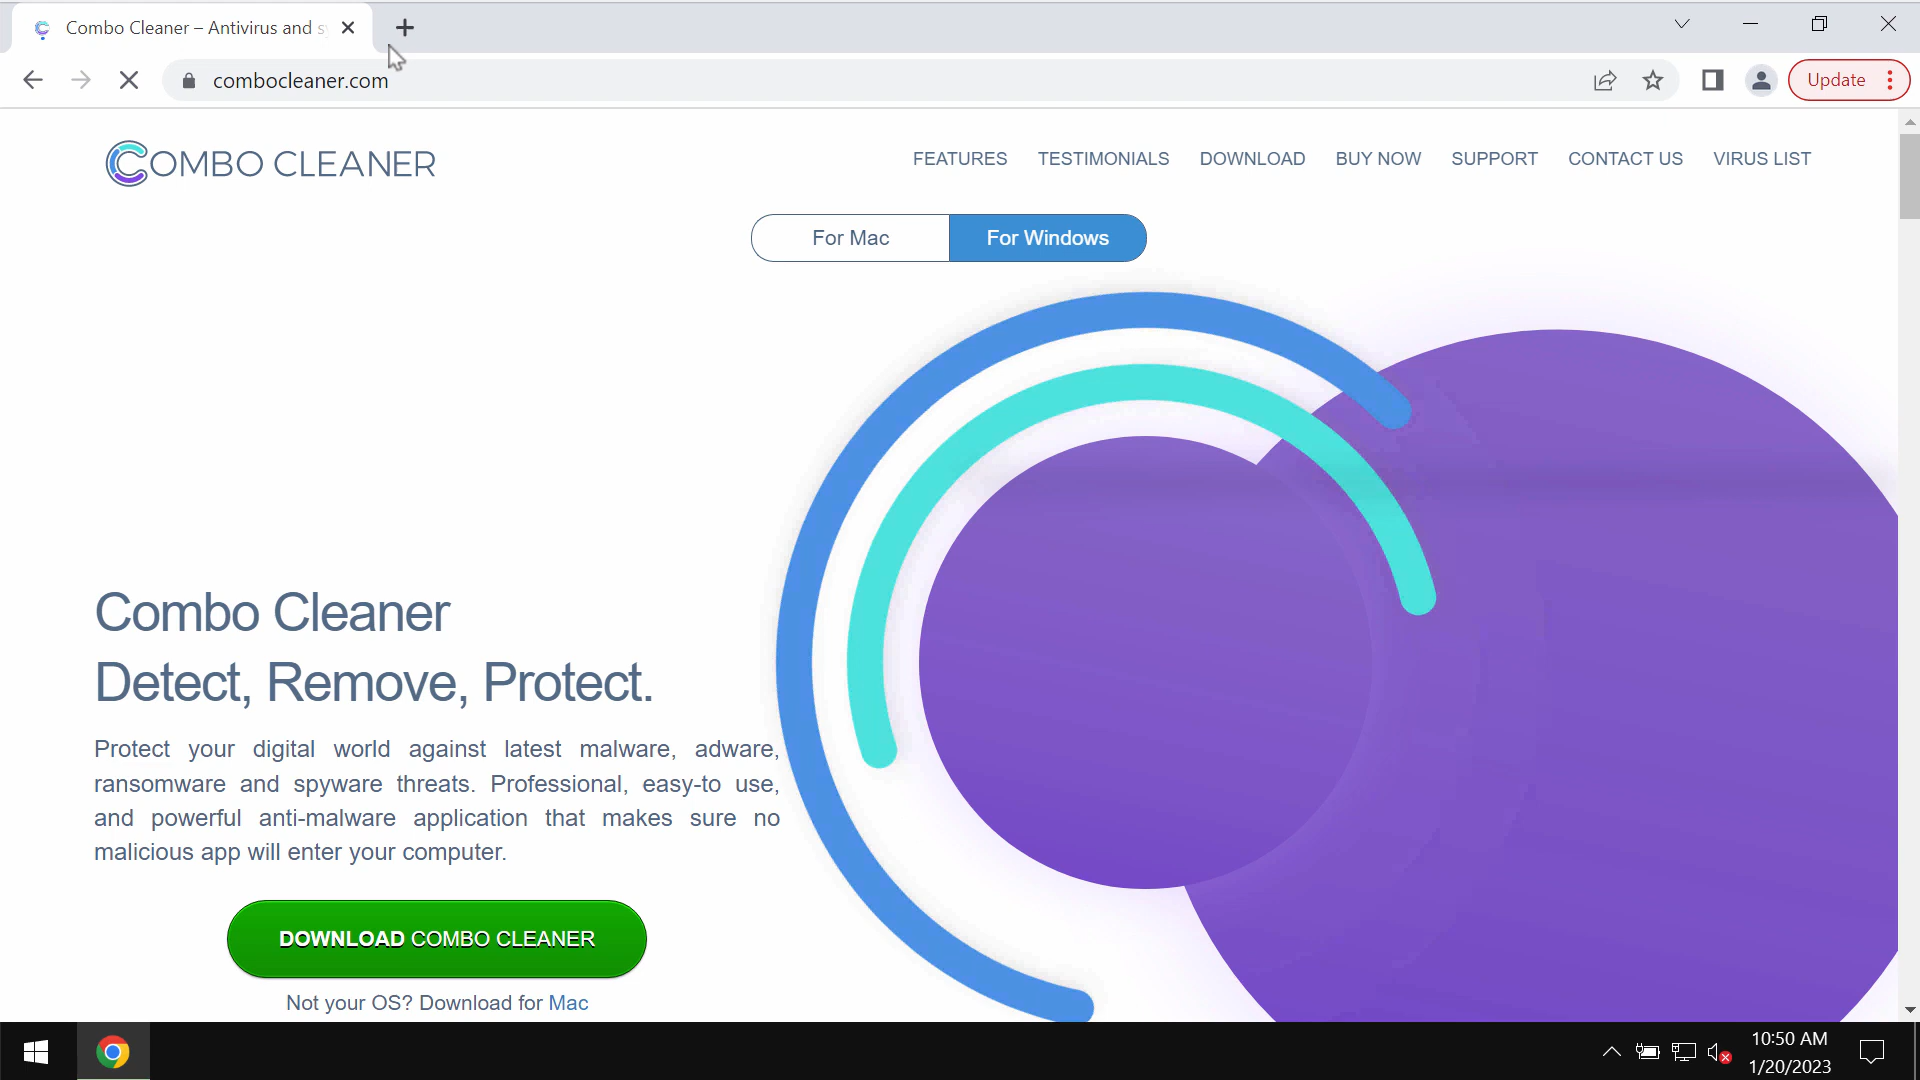 Combo Cleaner – Antivirus and s
combocleaner.com
Update
COMBO CLEANER
FEATURES TESTIMONIALS DOWNLOAD BUY NOW SUPPORT CONTACT US VIRUS LIST
For Mac For Windows
Combo Cleaner
Detect, Remove, Protect.
Protect your digital world against latest malware, adware,
ransomware and spyware threats. Professional, easy-to use,
and powerful anti-malware application that makes sure no
malicious app will enter your computer.
DOWNLOAD COMBO CLEANER
Not your OS? Download for Mac
10:50 AM
1/20/2023